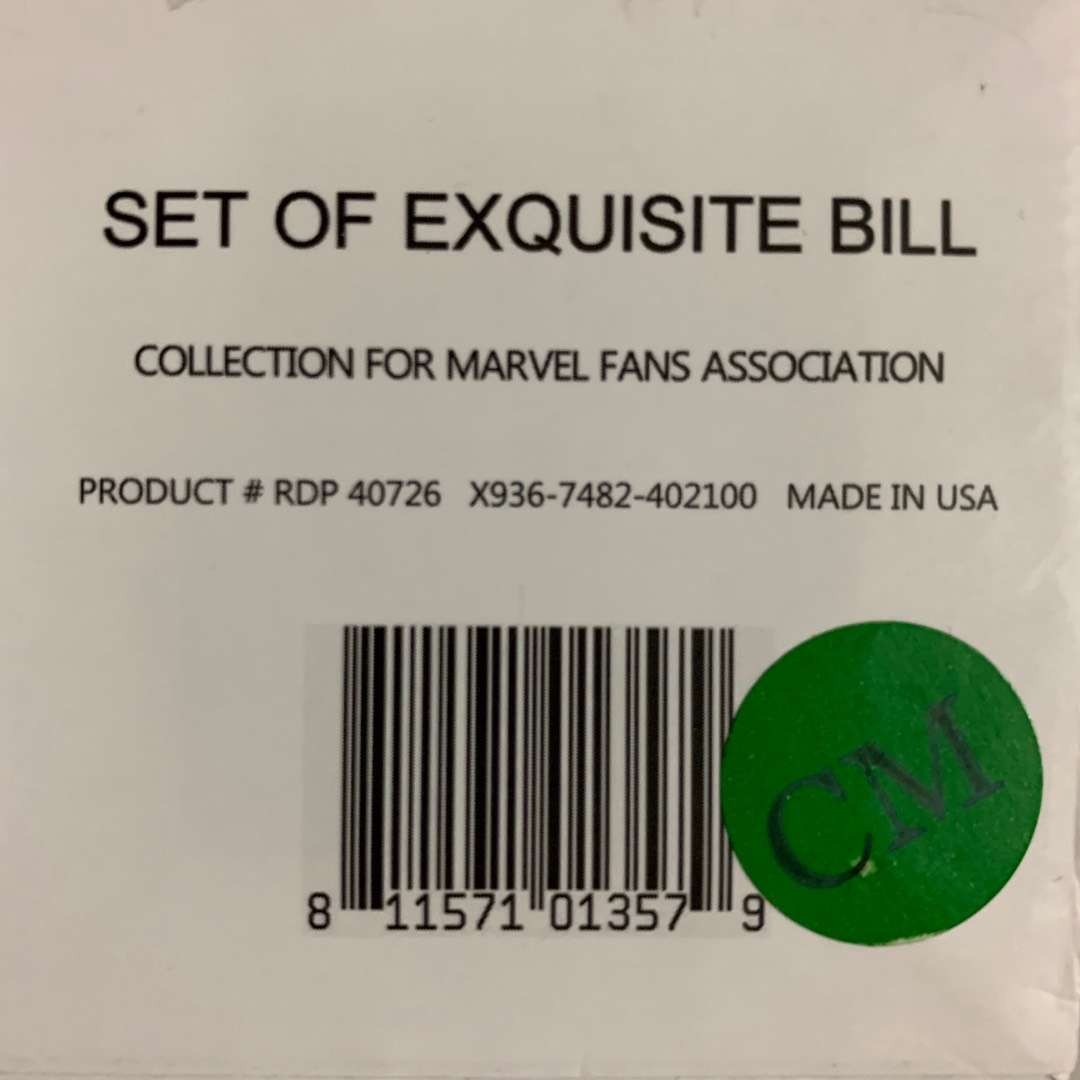 SET OF EXQUISITE BILL
COLLECTION FOR MARVEL FANS ASSOCIATION
PRODUCT # RDP 40726 X936-7482-402100 MADE IN USA
CM
8 11571 01357 9